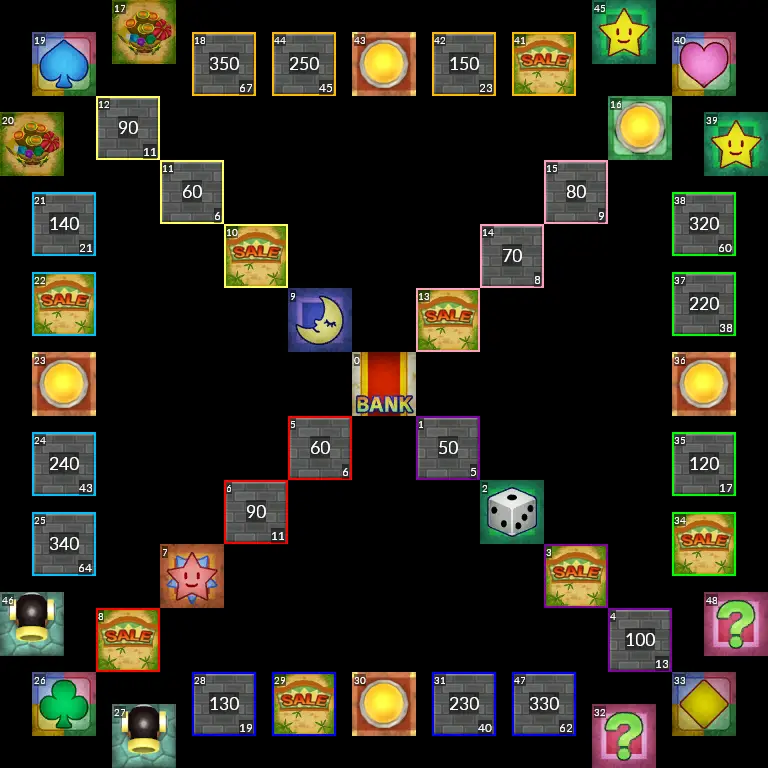 17 45
19 18 350 67 44 250 45 43 42 150 23 41 SALE 40
12 90 11 16
20 39
11 60 6 15 80 9
21 140 21 38 320 60
10 SALE 14 70 8
22 SALE 37 220 38
9 13 SALE
23 0 BANK 36
5 60 6 1 50 5
24 240 43 35 120 17
6 90 11 2
25 340 64 34 SALE
7 3 SALE
46 48
8 SALE 4 100 13
26 28 130 19 29 SALE 30 31 230 40 47 330 62 33
27 32